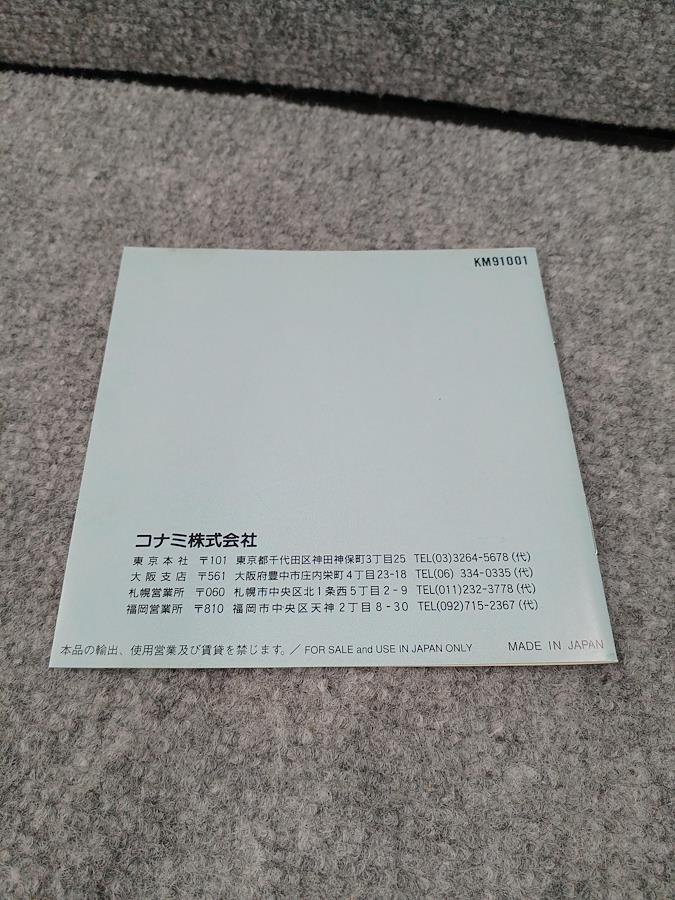 KM91001
コナミ株式会社
東京本社 〒101 東京都千代田区神田神保町3丁目25 TEL(03)3264-5678(代)
大阪支店 〒561 大阪府豊中市庄内栄町4丁目23-18 TEL(06) 334-0335(代)
札幌営業所 〒060 札幌市中央区北1条西5丁目2-9 TEL(011)232-3778(代)
福岡営業所 〒810 福岡市中央区天神2丁目8-30 TEL(092)715-2367(代)
本品の輸出、使用営業及び賃貸を禁じます。/ FOR SALE and USE IN JAPAN ONLY MADE IN JAPAN